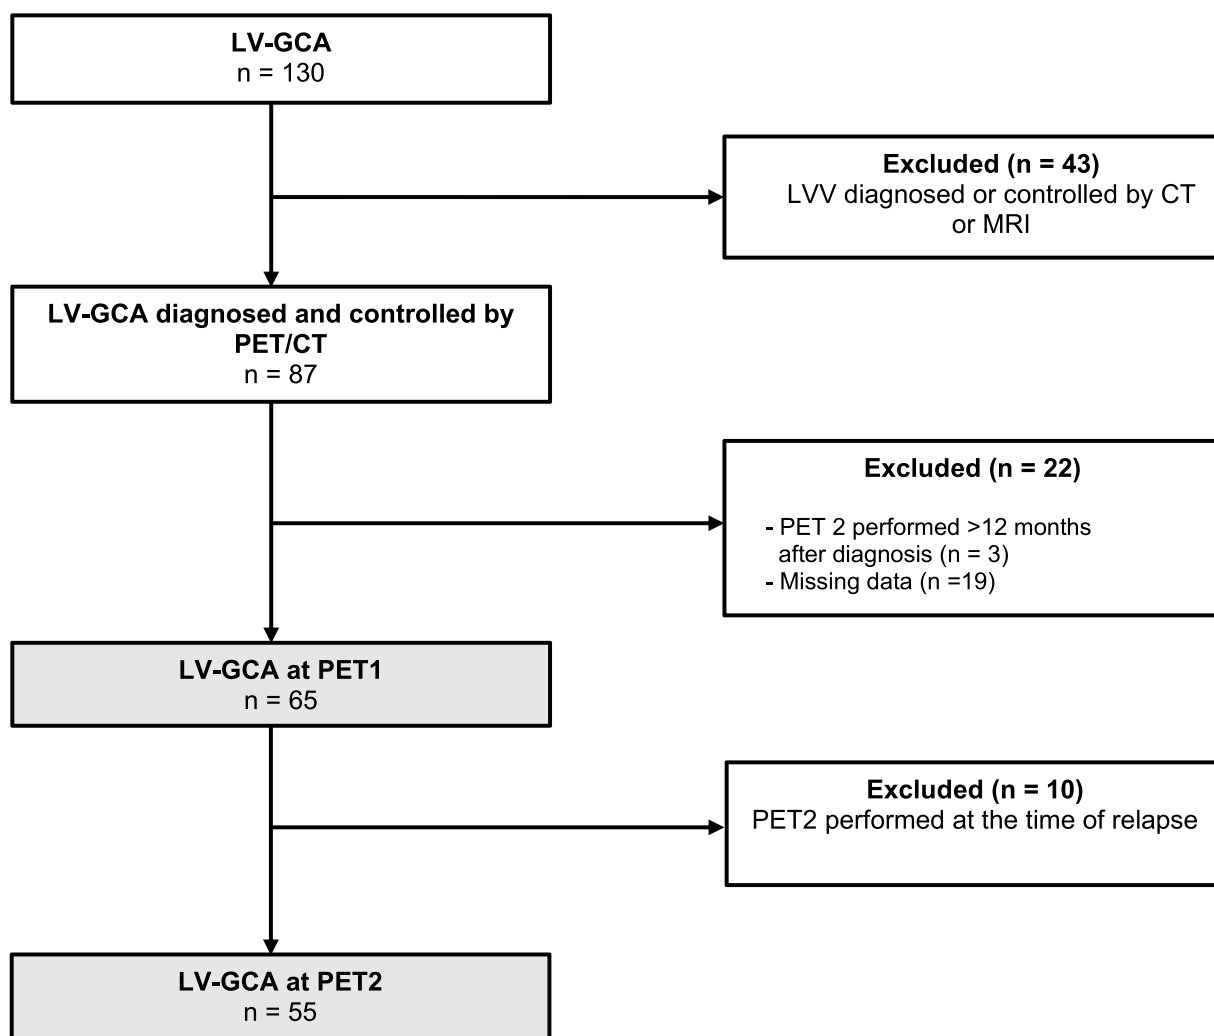 LV-GCA
n = 130
Excluded (n = 43)
LVV diagnosed or controlled by CT
or MRI
LV-GCA diagnosed and controlled by
PET/CT
n = 87
Excluded (n = 22)
- PET 2 performed >12 months
after diagnosis (n = 3)
- Missing data (n =19)
LV-GCA at PET1
n = 65
Excluded (n = 10)
PET2 performed at the time of relapse
LV-GCA at PET2
n = 55